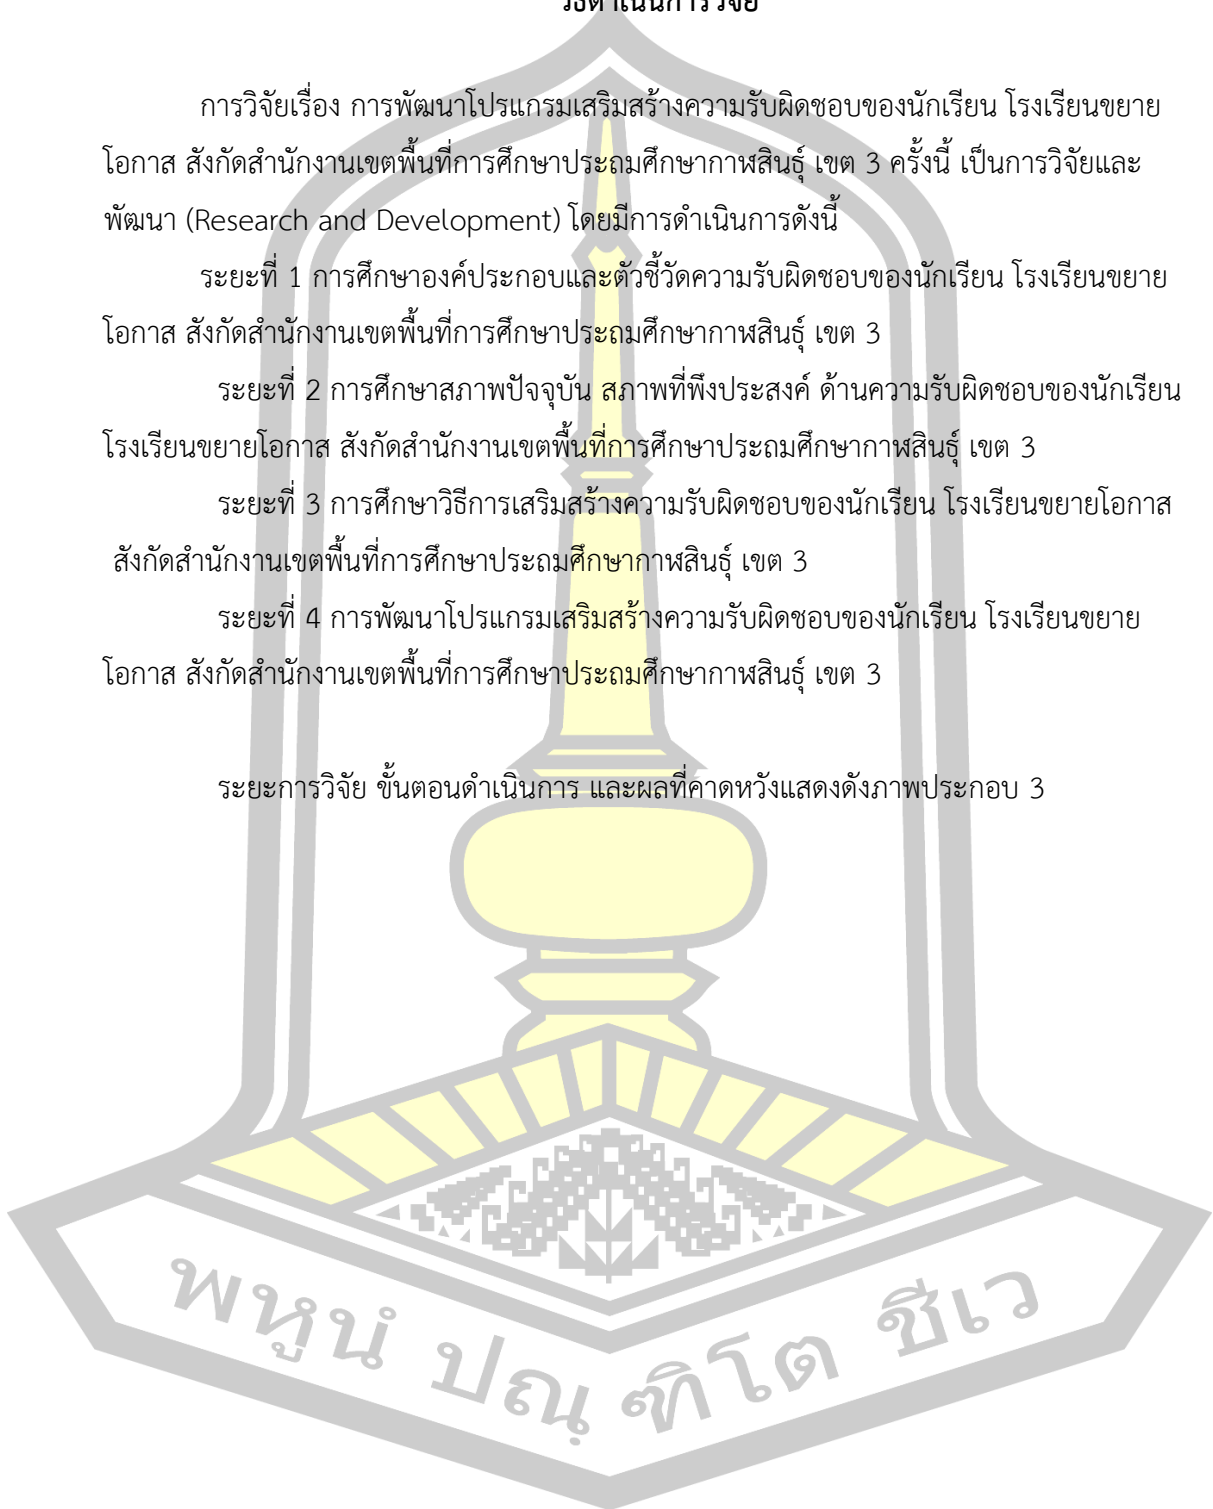 วิธีดำเนินการวิจัย
การวิจัยเรื่อง การพัฒนาโปรแกรมเสริมสร้างความรับผิดชอบของนักเรียน โรงเรียนขยาย
โอกาส สังกัดสำนักงานเขตพื้นที่การศึกษาประถมศึกษากาฬสินธุ์ เขต 3 ครั้งนี้ เป็นการวิจัยและ
พัฒนา (Research and Development) โดยมีการดำเนินการดังนี้
ระยะที่ 1 การศึกษาองค์ประกอบและตัวชี้วัดความรับผิดชอบของนักเรียน โรงเรียนขยาย
โอกาส สังกัดสำนักงานเขตพื้นที่การศึกษาประถมศึกษากาฬสินธุ์ เขต 3
ระยะที่ 2 การศึกษาสภาพปัจจุบัน สภาพที่พึงประสงค์ ด้านความรับผิดชอบของนักเรียน
โรงเรียนขยายโอกาส สังกัดสำนักงานเขตพื้นที่การศึกษาประถมศึกษากาฬสินธุ์ เขต 3
ระยะที่ 3 การศึกษาวิธีการเสริมสร้างความรับผิดชอบของนักเรียน โรงเรียนขยายโอกาส
สังกัดสำนักงานเขตพื้นที่การศึกษาประถมศึกษากาฬสินธุ์ เขต 3
ระยะที่ 4 การพัฒนาโปรแกรมเสริมสร้างความรับผิดชอบของนักเรียน โรงเรียนขยาย
โอกาส สังกัดสำนักงานเขตพื้นที่การศึกษาประถมศึกษากาฬสินธุ์ เขต 3
ระยะการวิจัย ขั้นตอนดำเนินการ และผลที่คาดหวังแสดงดังภาพประกอบ 3
พหูนํ ปณฺฑิโต ชีเว